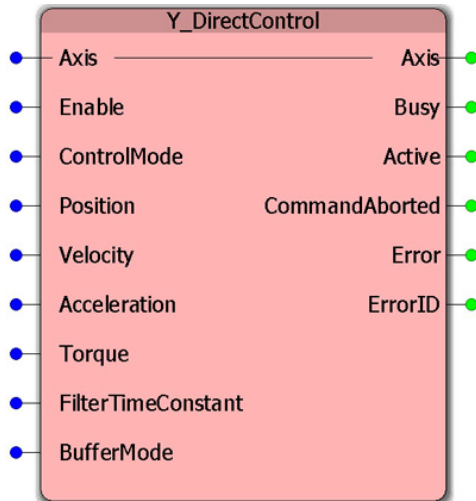 Y_DirectControl
Axis Axis
Enable Busy
ControlMode Active
Position CommandAborted
Velocity Error
Acceleration ErrorID
Torque
FilterTimeConstant
BufferMode